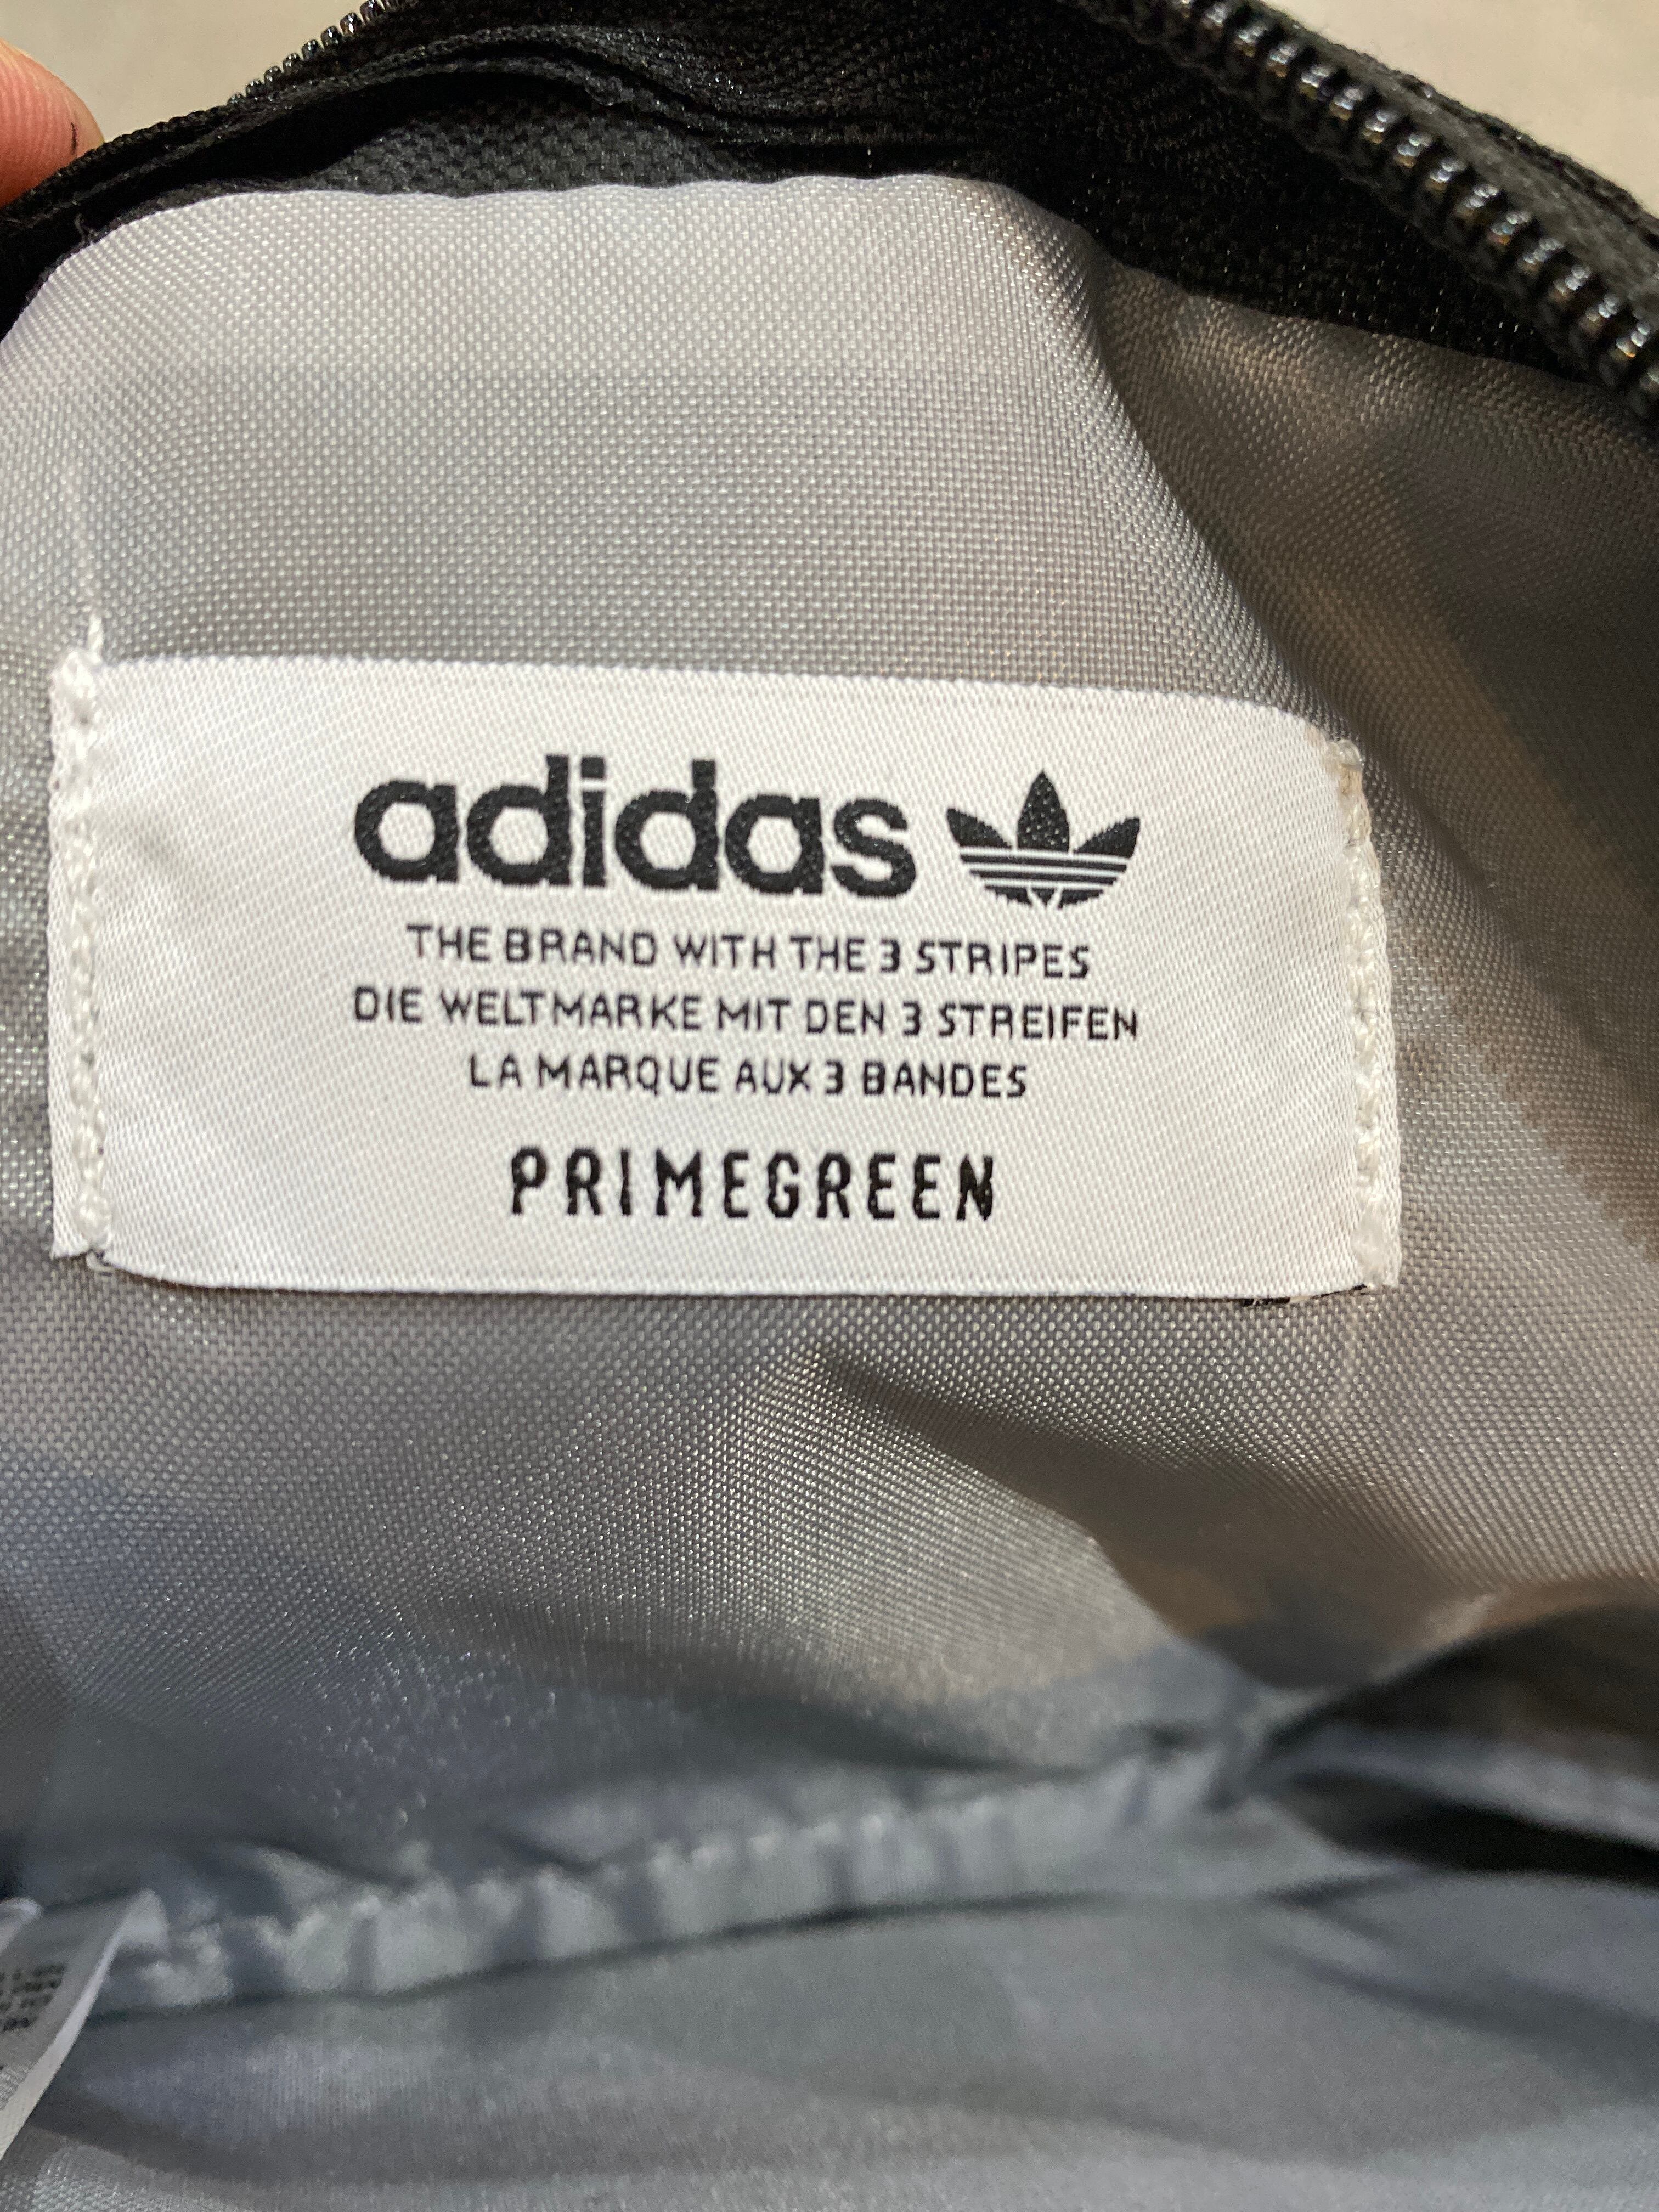 adidas
THE BRAND WITH THE 3 STRIPES
DIE WELTMARKE MIT DEN 3 STREIFEN
LA MARQUE AUX 3 BANDES
PRIMEGREEN